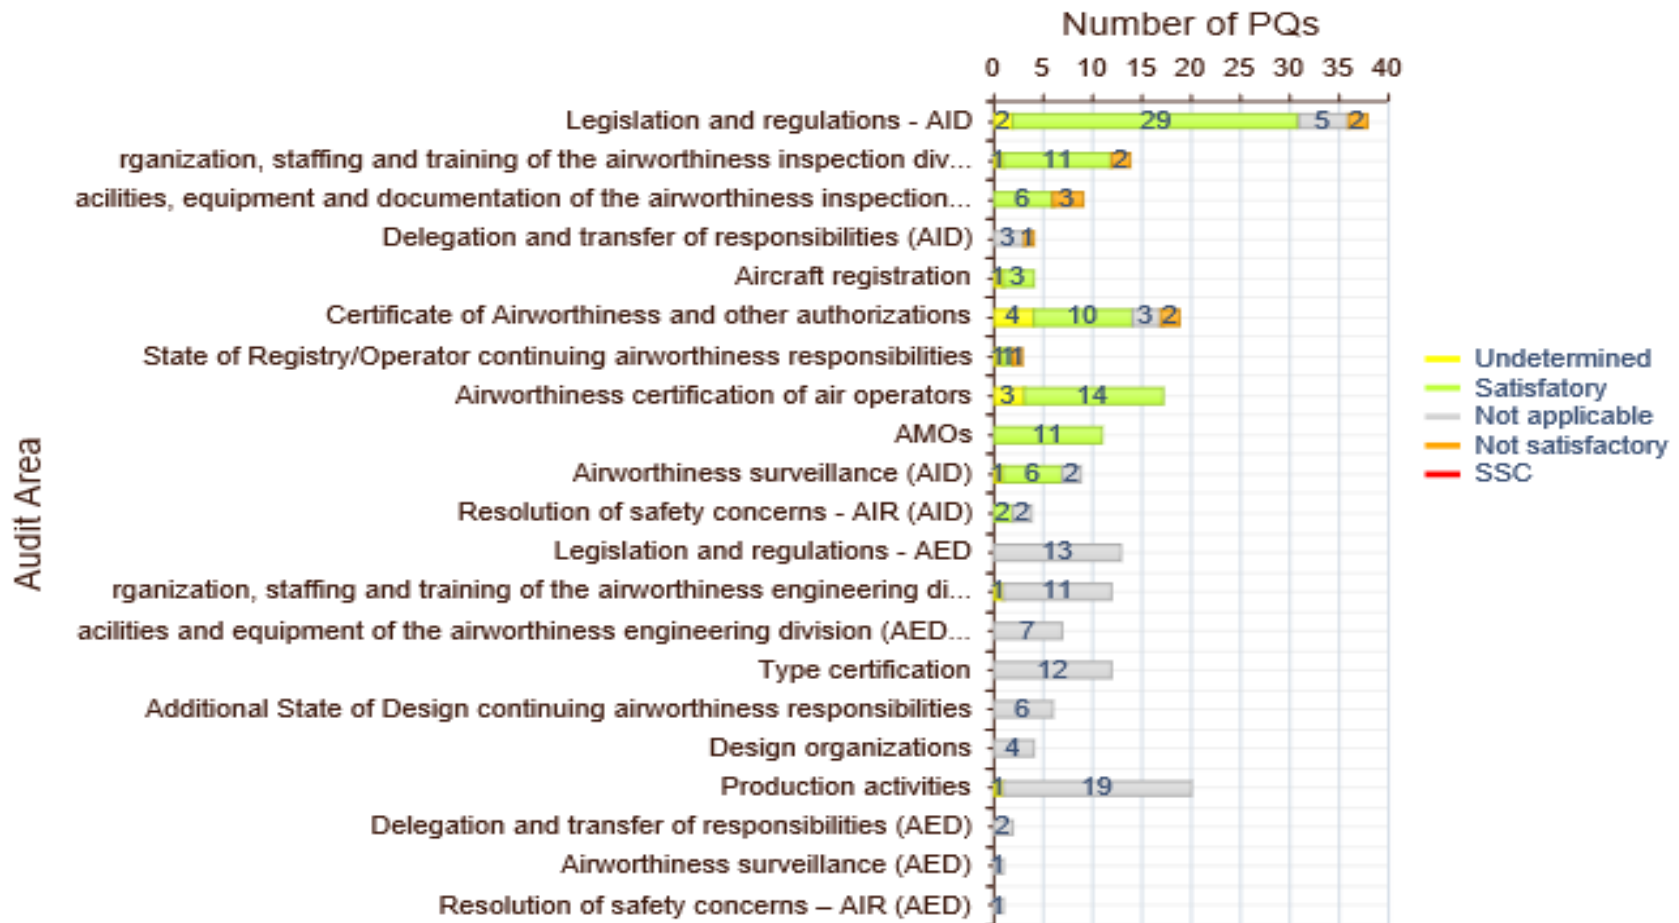 Number of PQs
0 5 10 15 20 25 30 35 40
Legislation and regulations - AID 2 29 5 2
rganization, staffing and training of the airworthiness inspection div... 1 11 2
acilities, equipment and documentation of the airworthiness inspection... 6 3
Delegation and transfer of responsibilities (AID) 3 1
Aircraft registration 1 3
Certificate of Airworthiness and other authorizations 4 10 3 2
State of Registry/Operator continuing airworthiness responsibilities 1 1 1
Airworthiness certification of air operators 3 14
AMOs 11
Airworthiness surveillance (AID) 1 6 2
Resolution of safety concerns - AIR (AID) 2 2
Legislation and regulations - AED 13
rganization, staffing and training of the airworthiness engineering di... 1 11
acilities and equipment of the airworthiness engineering division (AED... 7
Type certification 12
Additional State of Design continuing airworthiness responsibilities 6
Design organizations 4
Production activities 1 19
Delegation and transfer of responsibilities (AED) 2
Airworthiness surveillance (AED) 1
Resolution of safety concerns – AIR (AED) 1
Audit Area
Undetermined
Satisfatory
Not applicable
Not satisfactory
SSC